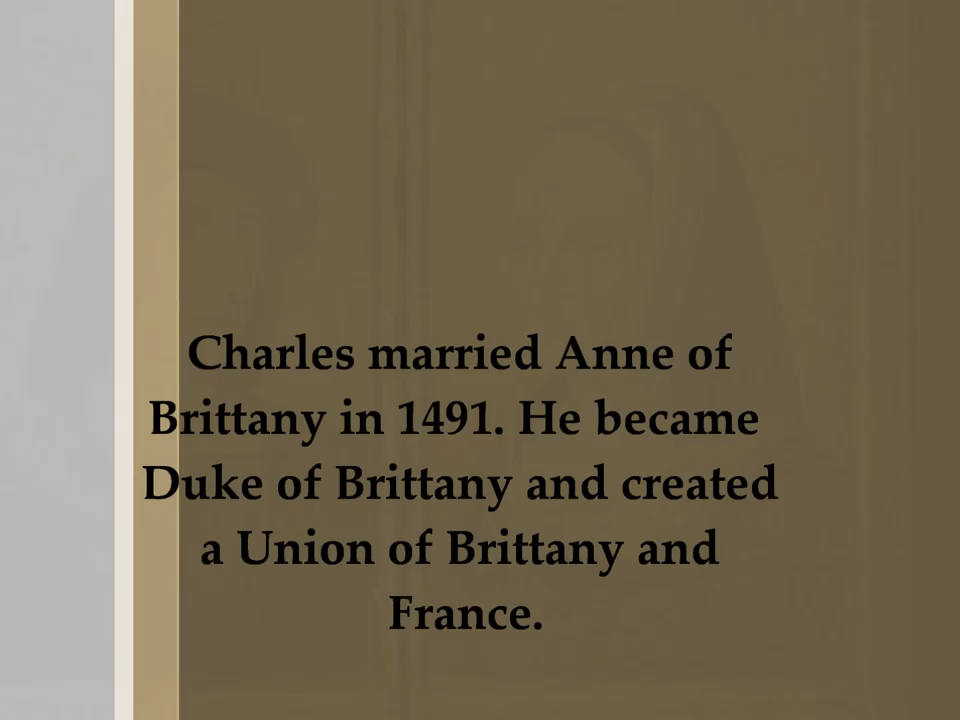 Charles married Anne of
Brittany in 1491. He became
Duke of Brittany and created
a Union of Brittany and
France.